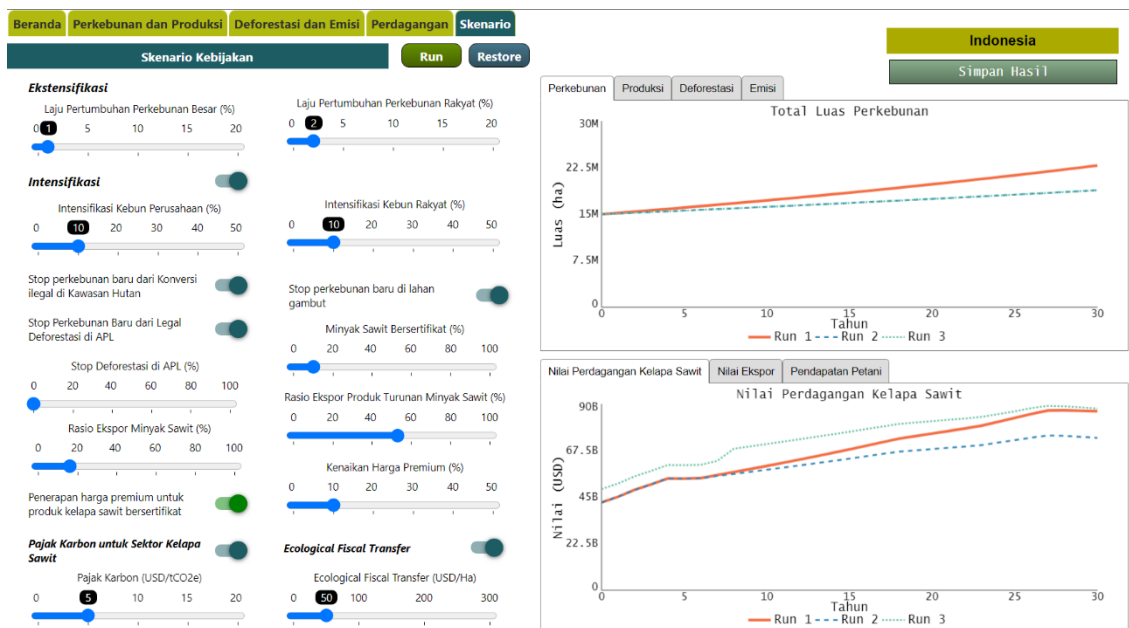 Beranda Perkebunan dan Produksi Deforestasi dan Emisi Perdagangan Skenario
Skenario Kebijakan Run Restore
Ekstensifikasi
Laju Pertumbuhan Perkebunan Besar (%)
0 1 5 10 15 20
Laju Pertumbuhan Perkebunan Rakyat (%)
0 2 5 10 15 20
Intensifikasi
Intensifikasi Kebun Perusahaan (%)
0 10 20 30 40 50
Intensifikasi Kebun Rakyat (%)
0 10 20 30 40 50
Stop perkebunan baru dari Konversi
ilegal di Kawasan Hutan
Stop perkebunan baru di lahan
gambut
Stop Perkebunan Baru dari Legal
Deforestasi di APL
Minyak Sawit Bersertifikat (%)
0 20 40 60 80 100
Stop Deforestasi di APL (%)
0 20 40 60 80 100
Rasio Ekspor Produk Turunan Minyak Sawit (%)
0 20 40 60 80 100
Rasio Ekspor Minyak Sawit (%)
0 20 40 60 80 100
Kenaikan Harga Premium (%)
0 10 20 30 40 50
Penerapan harga premium untuk
produk kelapa sawit bersertifikat
Pajak Karbon untuk Sektor Kelapa
Sawit
Ecological Fiscal Transfer
Pajak Karbon (USD/tCO2e)
0 5 10 15 20
Ecological Fiscal Transfer (USD/Ha)
0 50 100 200 300
Indonesia
Simpan Hasil
Perkebunan Produksi Deforestasi Emisi
Total Luas Perkebunan
30M
22.5M
15M
7.5M
0
Luas (ha)
0 5 10 15 20 25 30
Tahun
Run 1 Run 2 Run 3
Nilai Perdagangan Kelapa Sawit Nilai Ekspor Pendapatan Petani
Nilai Perdagangan Kelapa Sawit
90B
67.5B
45B
22.5B
0
Nilai (USD)
0 5 10 15 20 25 30
Tahun
Run 1 Run 2 Run 3